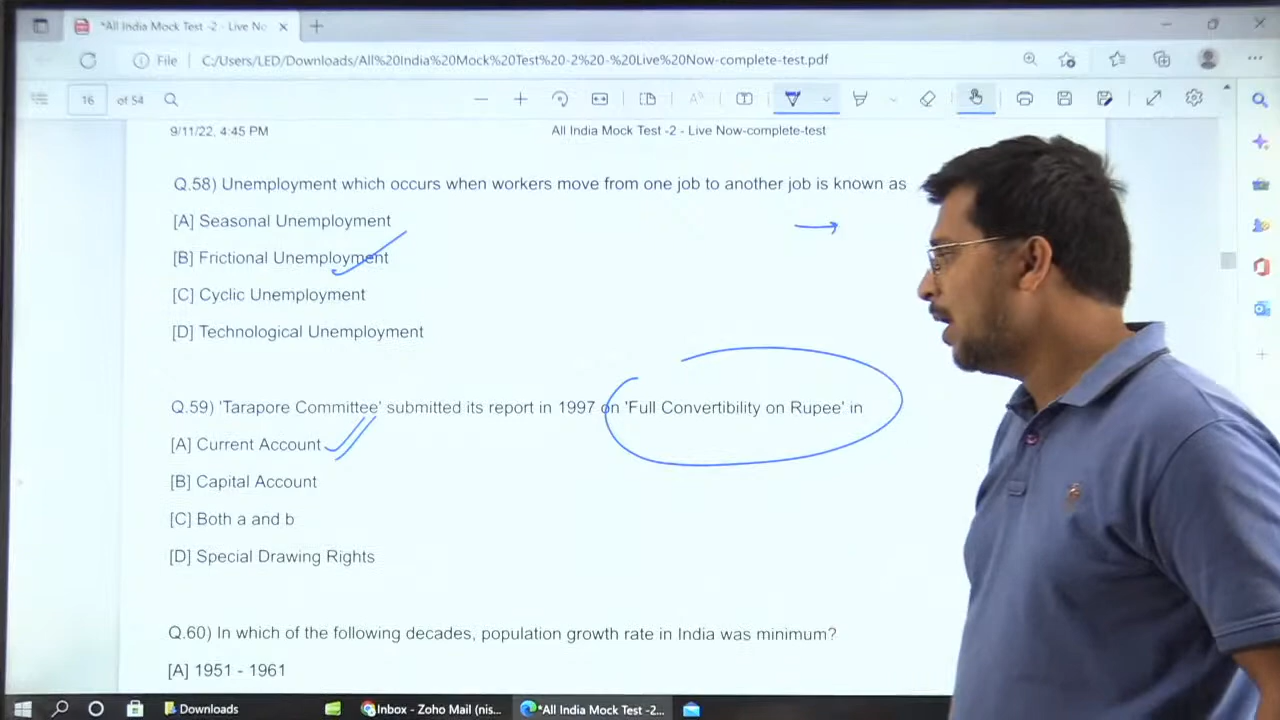 *All India Mock Test -2 - Live No
File C:/Users/LED/Downloads/All%20India%20Mock%20Test%20-2%20-%20Live%20Now-complete-test.pdf
16 of 54
9/11/22, 4:45 PM All India Mock Test -2 - Live Now-complete-test
Q.58) Unemployment which occurs when workers move from one job to another job is known as
[A] Seasonal Unemployment
[B] Frictional Unemployment
[C] Cyclic Unemployment
[D] Technological Unemployment
Q.59) 'Tarapore Committee' submitted its report in 1997 on 'Full Convertibility on Rupee' in
[A] Current Account
[B] Capital Account
[C] Both a and b
[D] Special Drawing Rights
Q.60) In which of the following decades, population growth rate in India was minimum?
[A] 1951 - 1961
Downloads Inbox - Zoho Mail (nis... *All India Mock Test -2...